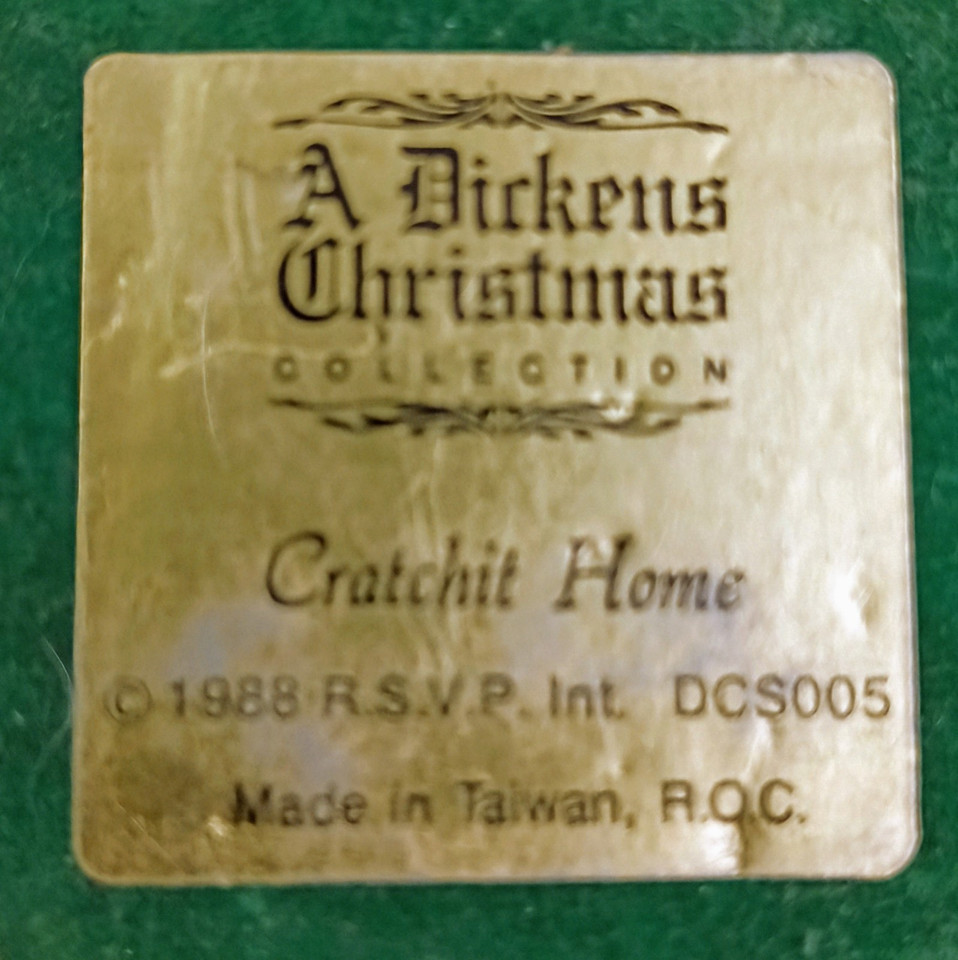 A Dickens
Christmas
COLLECTION
Cratchit Home
© 1988 R.S.V.P. Int. DCS005
Made in Taiwan, R.O.C.